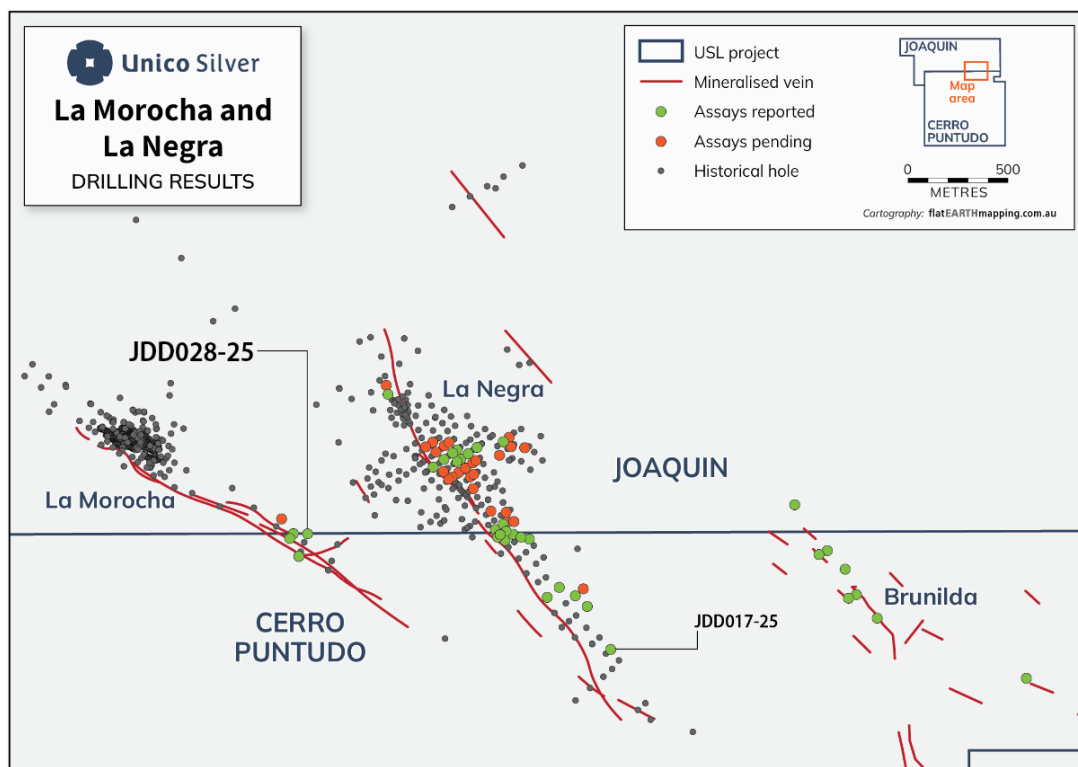 Unico Silver
La Morocha and
La Negra
DRILLING RESULTS
USL project
Mineralised vein
Assays reported
Assays pending
Historical hole
JOAQUIN
Map
area
CERRO
PUNTUDO
0 500
METRES
Cartography: flatEARTHmapping.com.au
JDD028-25
La Negra
JOAQUIN
La Morocha
CERRO
PUNTUDO
Brunilda
JDD017-25